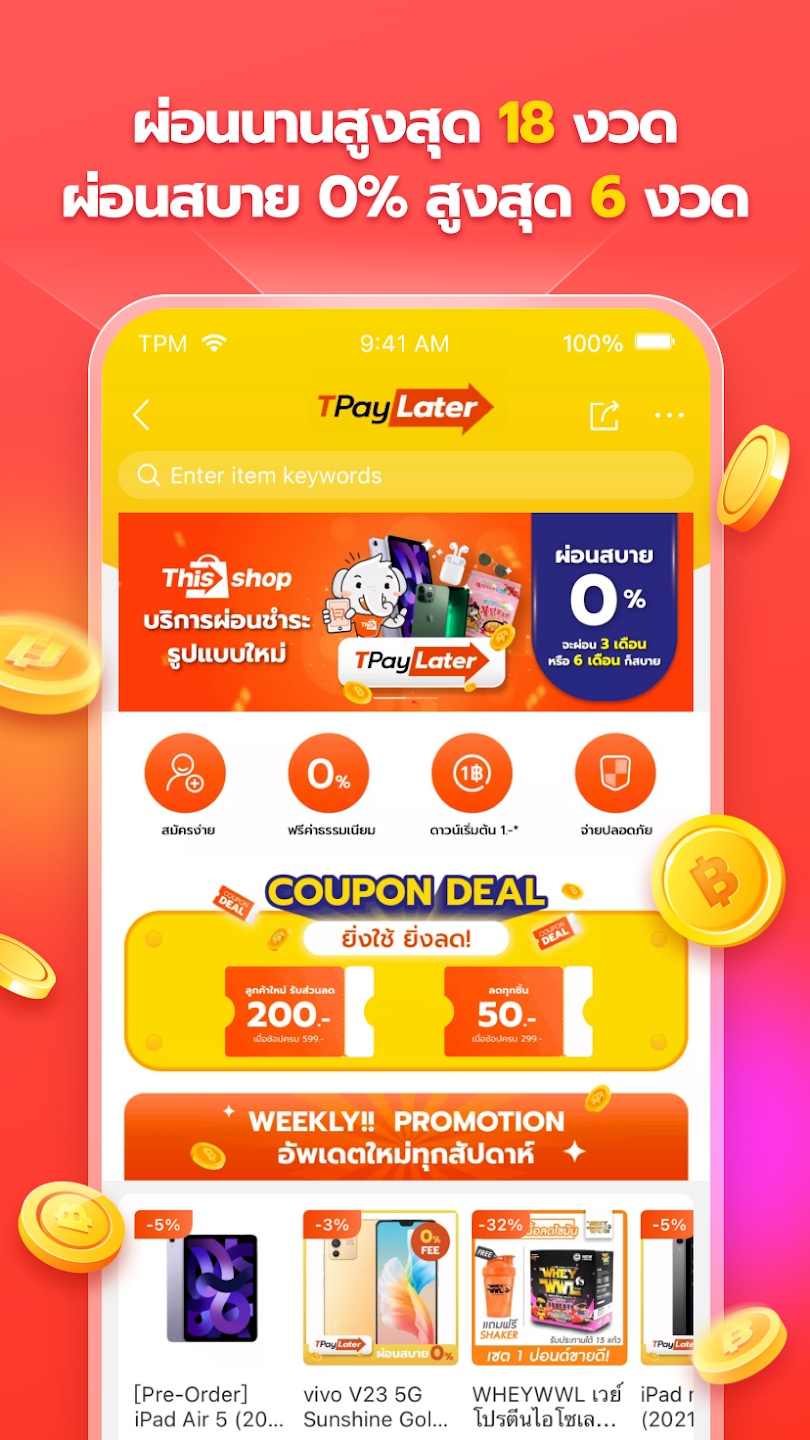 ผ่อนนานสูงสุด 18 งวด
ผ่อนสบาย 0% สูงสุด 6 งวด
TPM 9:41 AM 100%
TPay Later
Enter item keywords
This shop
บริการผ่อนชำระ
รูปแบบใหม่
This
TPay Later
ผ่อนสบาย
0%
จะผ่อน 3 เดือน
หรือ 6 เดือน ก็สบาย
0%
1฿
สมัครง่าย
ฟรีค่าธรรมเนียม
ดาวน์เริ่มต้น 1.-*
จ่ายปลอดภัย
COUPON DEAL
COUPON
DEAL
COUPON
DEAL
ยิ่งใช้ ยิ่งลด!
ลูกค้าใหม่ รับส่วนลด
200.-
เมื่อช้อปครบ 599.-
ลดทุกชิ้น
50.-
เมื่อช้อปครบ 299.-
WEEKLY!! PROMOTION
อัพเดตใหม่ทุกสัปดาห์
-5%
-3%
0%
FEE
TPay Later
ผ่อนสบาย 0%
-32%
FREE
WHEY
WWL
แถมฟรี
SHAKER
NEW
WHEY
WWL
รับประทานได้ 15 แก้ว
เซต 1 ปอนด์ขายดี!
-5%
TPay Late
[Pre-Order]
iPad Air 5 (20...
vivo V23 5G
Sunshine Gol...
WHEYWWL เวย์
โปรตีนไอโซเล...
iPad
(2021